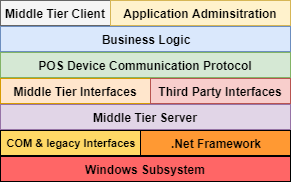 Middle Tier Client
Application Adminsitration
Business Logic
POS Device Communication Protocol
Middle Tier Interfaces
Third Party Interfaces
Middle Tier Server
COM & legacy Interfaces
.Net Framework
Windows Subsystem